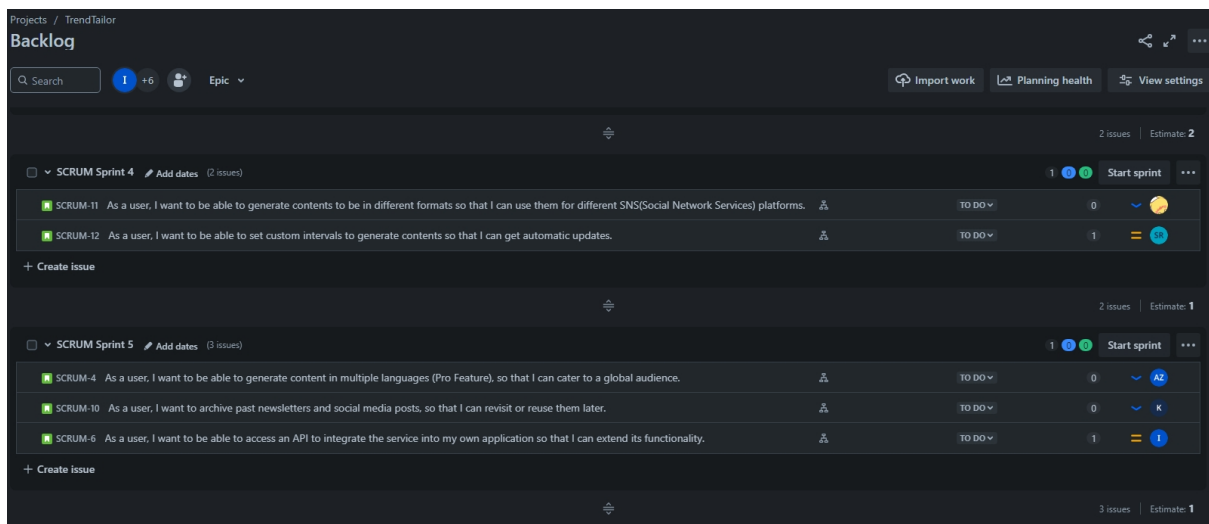 Projects / TrendTailor
Backlog
Search I +6 Epic Import work Planning health View settings
2 issues Estimate: 2
SCRUM Sprint 4 Add dates (2 issues) 1 0 0 Start sprint
SCRUM-11 As a user, I want to be able to generate contents to be in different formats so that I can use them for different SNS(Social Network Services) platforms. TO DO 0
SCRUM-12 As a user, I want to be able to set custom intervals to generate contents so that I can get automatic updates. TO DO 1 SR
+ Create issue
2 issues Estimate: 1
SCRUM Sprint 5 Add dates (3 issues) 1 0 0 Start sprint
SCRUM-4 As a user, I want to be able to generate content in multiple languages (Pro Feature), so that I can cater to a global audience. TO DO 0 AZ
SCRUM-10 As a user, I want to archive past newsletters and social media posts, so that I can revisit or reuse them later. TO DO 0 K
SCRUM-6 As a user, I want to be able to access an API to integrate the service into my own application so that I can extend its functionality. TO DO 1 I
+ Create issue
3 issues Estimate: 1